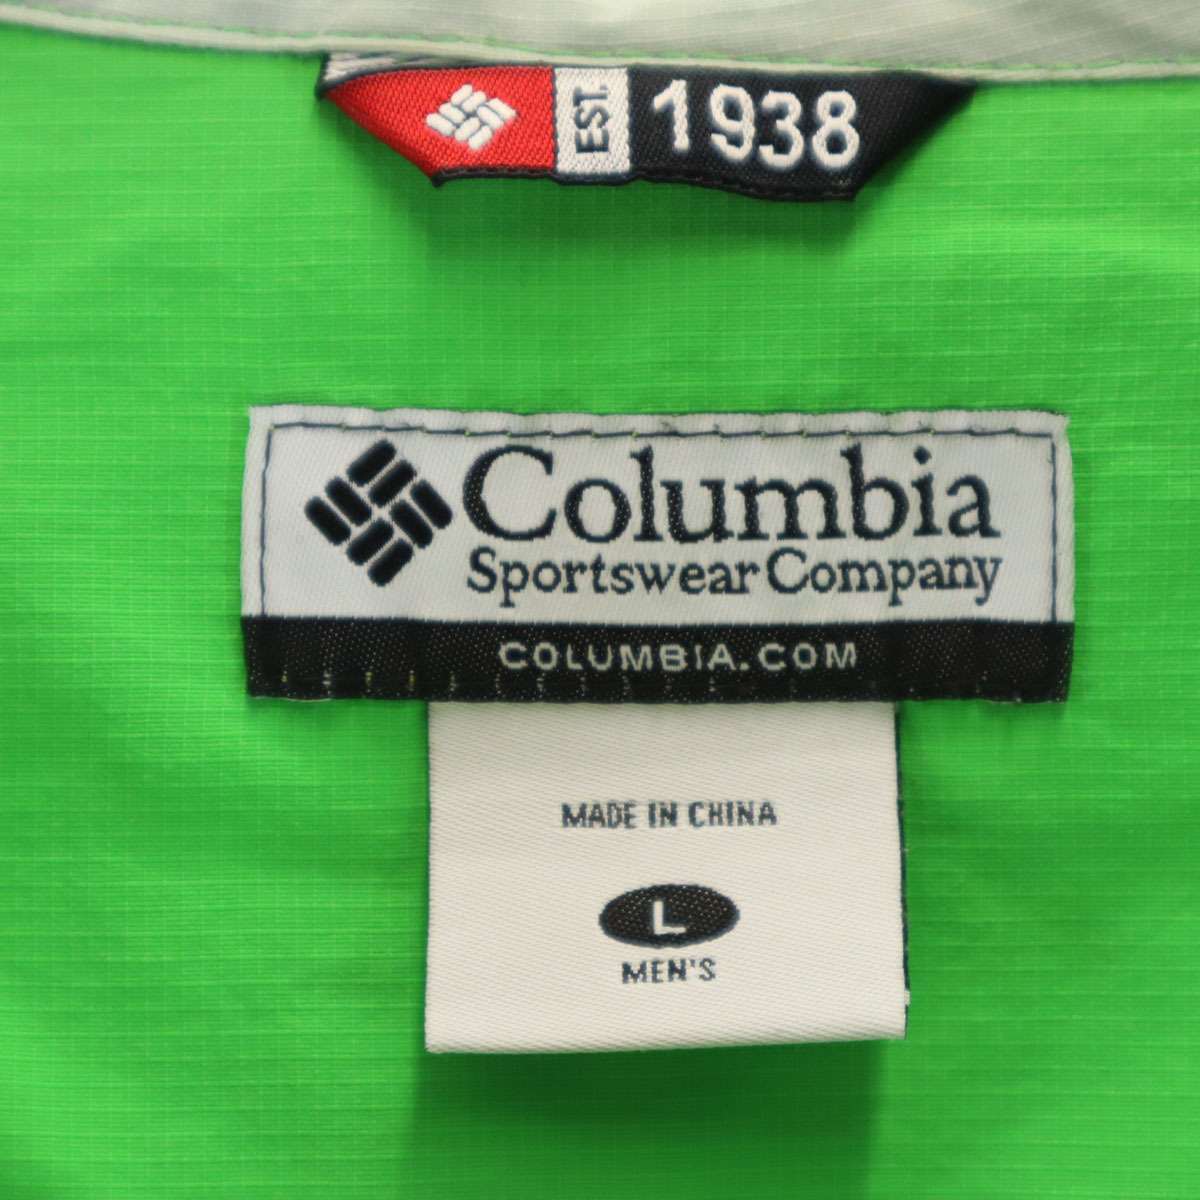 EST. 1938
Columbia
Sportswear Company
COLUMBIA.COM
MADE IN CHINA
L
MEN'S